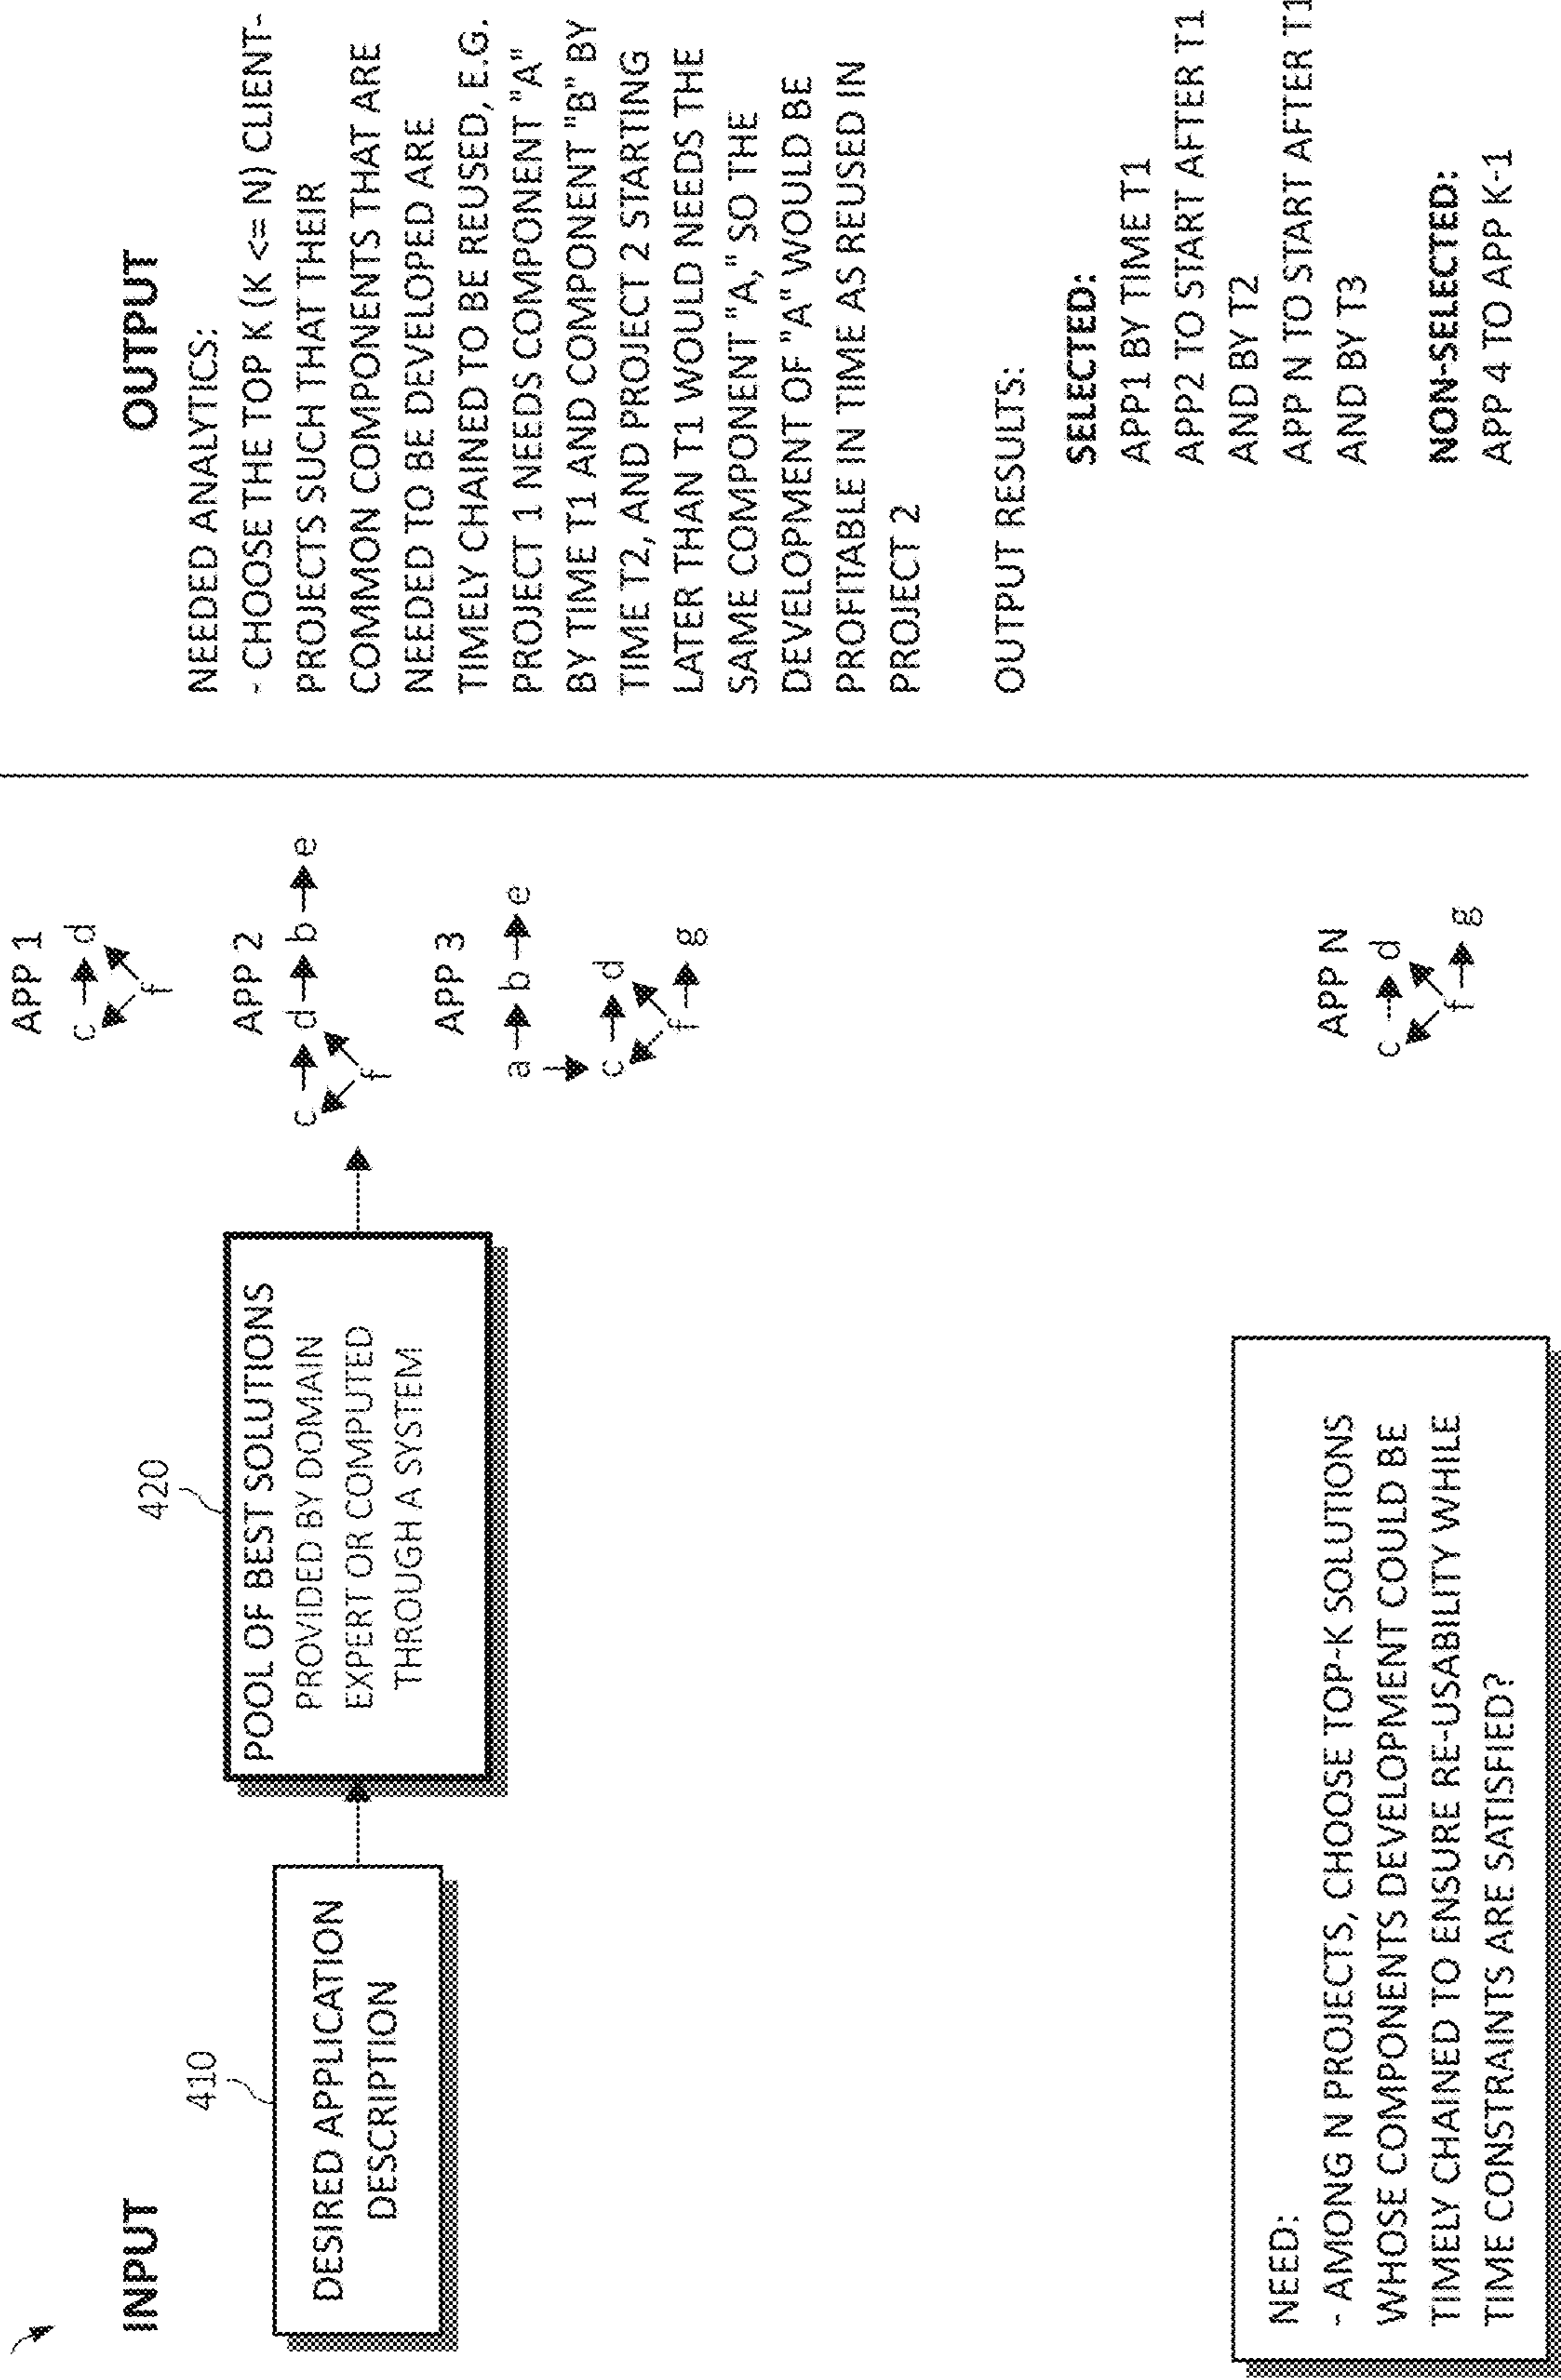 INPUT
410
DESIRED APPLICATION
DESCRIPTION
420
POOL OF BEST SOLUTIONS
PROVIDED BY DOMAIN
EXPERT OR COMPUTED
THROUGH A SYSTEM
APP 1
c d
f
APP 2
c d b e
f
APP 3
a b e
c d
f g
APP N
c d
f g
NEED:
- AMONG N PROJECTS, CHOOSE TOP-K SOLUTIONS
WHOSE COMPONENTS DEVELOPMENT COULD BE
TIMELY CHAINED TO ENSURE RE-USABILITY WHILE
TIME CONSTRAINTS ARE SATISFIED?
OUTPUT
NEEDED ANALYTICS:
- CHOOSE THE TOP K (K <= N) CLIENT-
PROJECTS SUCH THAT THEIR
COMMON COMPONENTS THAT ARE
NEEDED TO BE DEVELOPED ARE
TIMELY CHAINED TO BE REUSED, E.G.
PROJECT 1 NEEDS COMPONENT "A"
BY TIME T1 AND COMPONENT "B" BY
TIME T2, AND PROJECT 2 STARTING
LATER THAN T1 WOULD NEEDS THE
SAME COMPONENT "A," SO THE
DEVELOPMENT OF "A" WOULD BE
PROFITABLE IN TIME AS REUSED IN
PROJECT 2
OUTPUT RESULTS:
SELECTED:
APP1 BY TIME T1
APP2 TO START AFTER T1
AND BY T2
APP N TO START AFTER T1
AND BY T3
NON-SELECTED:
APP 4 TO APP K-1